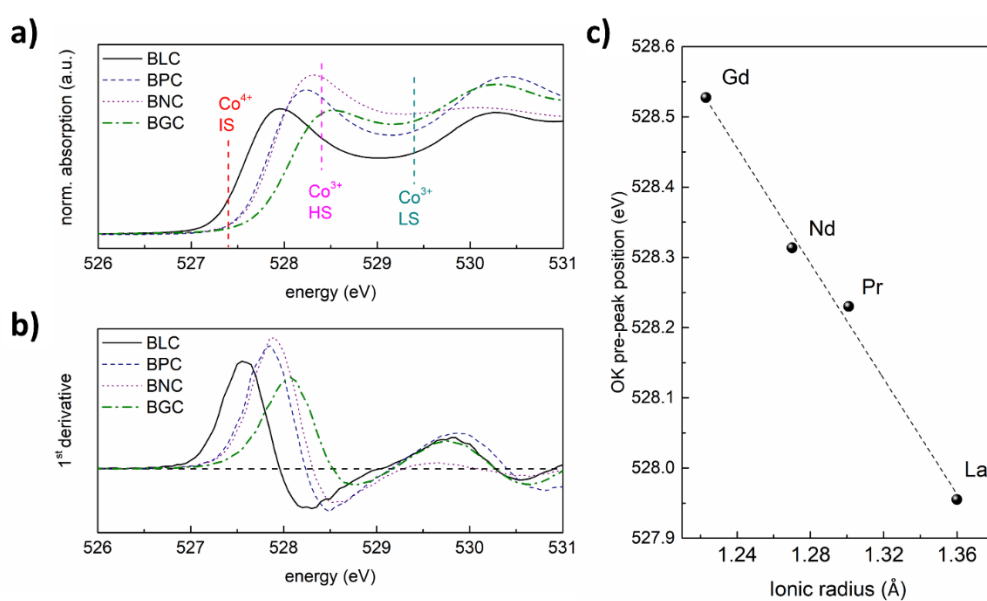 a)
norm. absorption (a.u.)
BLC
BPC
BNC
BGC
Co⁴⁺
IS
Co³⁺
HS
Co³⁺
LS
526 527 528 529 530 531
energy (eV)
b)
1ˢᵗ derivative
BLC
BPC
BNC
BGC
526 527 528 529 530 531
energy (eV)
c)
OK pre-peak position (eV)
528.6
528.5
528.4
528.3
528.2
528.1
528.0
527.9
Gd
Nd
Pr
La
1.24 1.28 1.32 1.36
Ionic radius (Å)